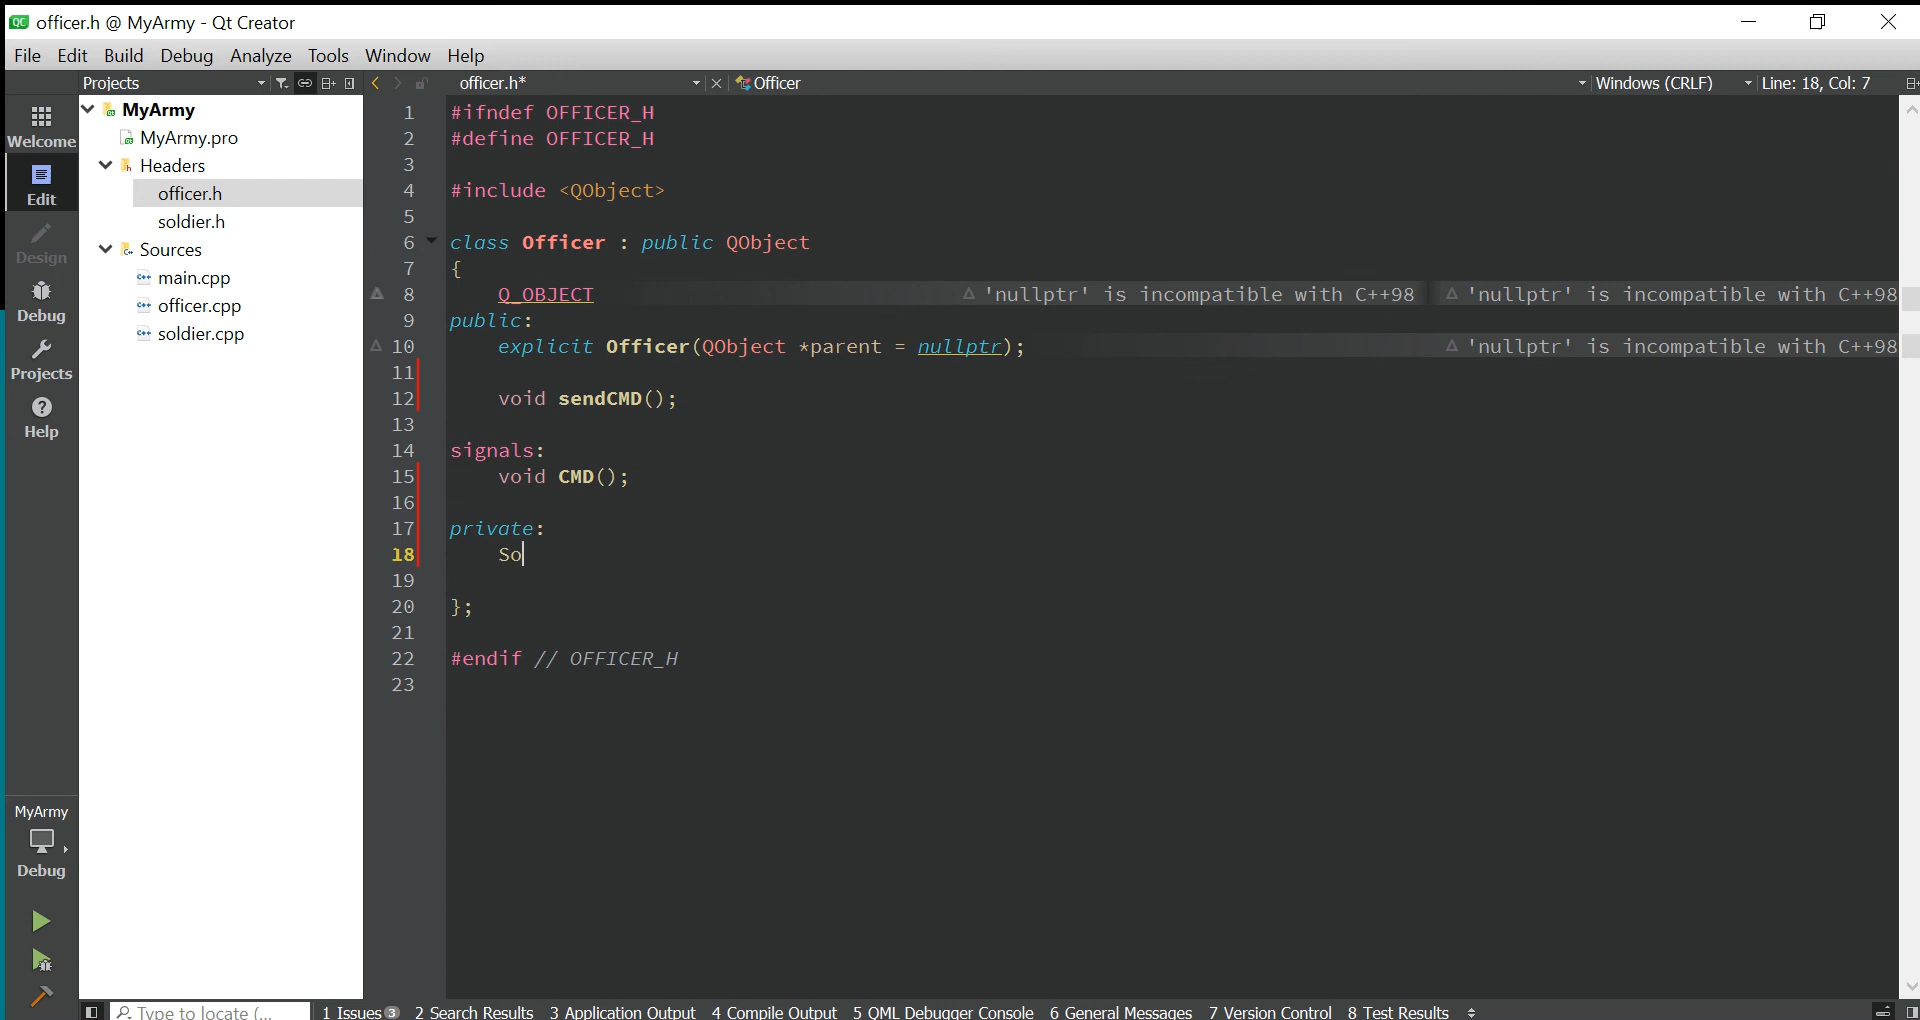 officer.h @ MyArmy - Qt Creator
File Edit Build Debug Analyze Tools Window Help
Projects officer.h* Officer Windows (CRLF) Line: 18, Col: 7
Welcome
Edit
Design
Debug
Projects
Help
MyArmy
Debug
MyArmy
MyArmy.pro
Headers
officer.h
soldier.h
Sources
main.cpp
officer.cpp
soldier.cpp
1 #ifndef OFFICER_H
2 #define OFFICER_H
3
4 #include <QObject>
5
6 class Officer : public QObject
7 {
8 Q_OBJECT 'nullptr' is incompatible with C++98 'nullptr' is incompatible with C++98
9 public:
10 explicit Officer(QObject *parent = nullptr); 'nullptr' is incompatible with C++98
11
12 void sendCMD();
13
14 signals:
15 void CMD();
16
17 private:
18 So
19
20 };
21
22 #endif // OFFICER_H
23
Type to locate (... 1 Issues 3 2 Search Results 3 Application Output 4 Compile Output 5 QML Debugger Console 6 General Messages 7 Version Control 8 Test Results